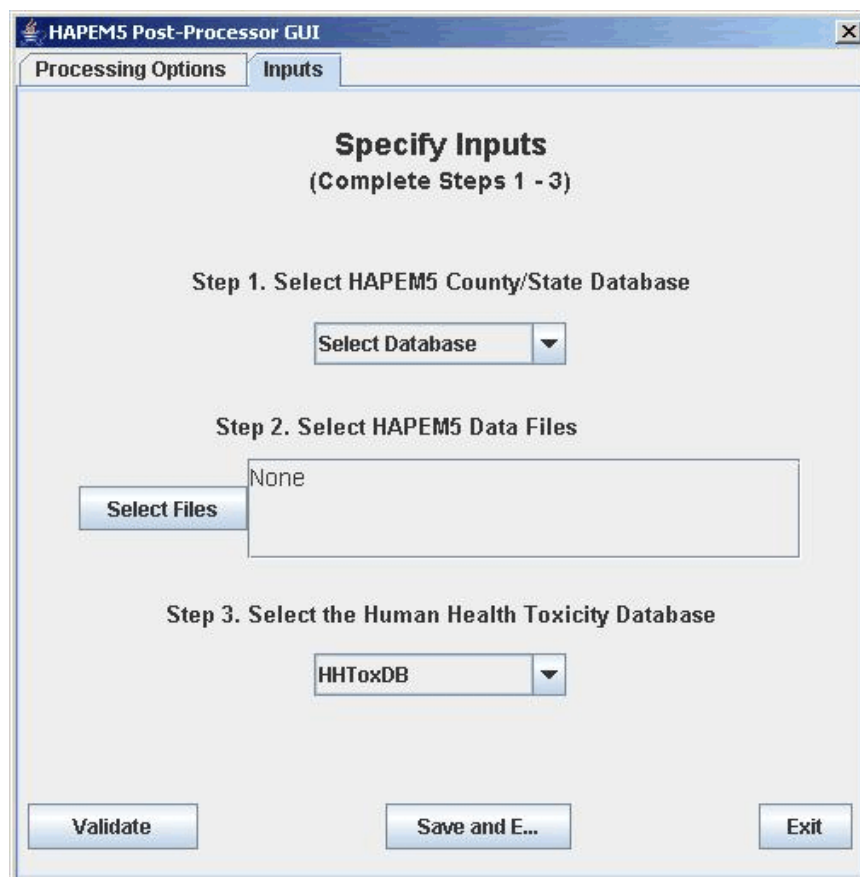 HAPEM5 Post-Processor GUI
Processing Options Inputs
Specify Inputs
(Complete Steps 1 - 3)
Step 1. Select HAPEM5 County/State Database
Select Database
Step 2. Select HAPEM5 Data Files
None
Select Files
Step 3. Select the Human Health Toxicity Database
HHToxDB
Validate Save and E... Exit